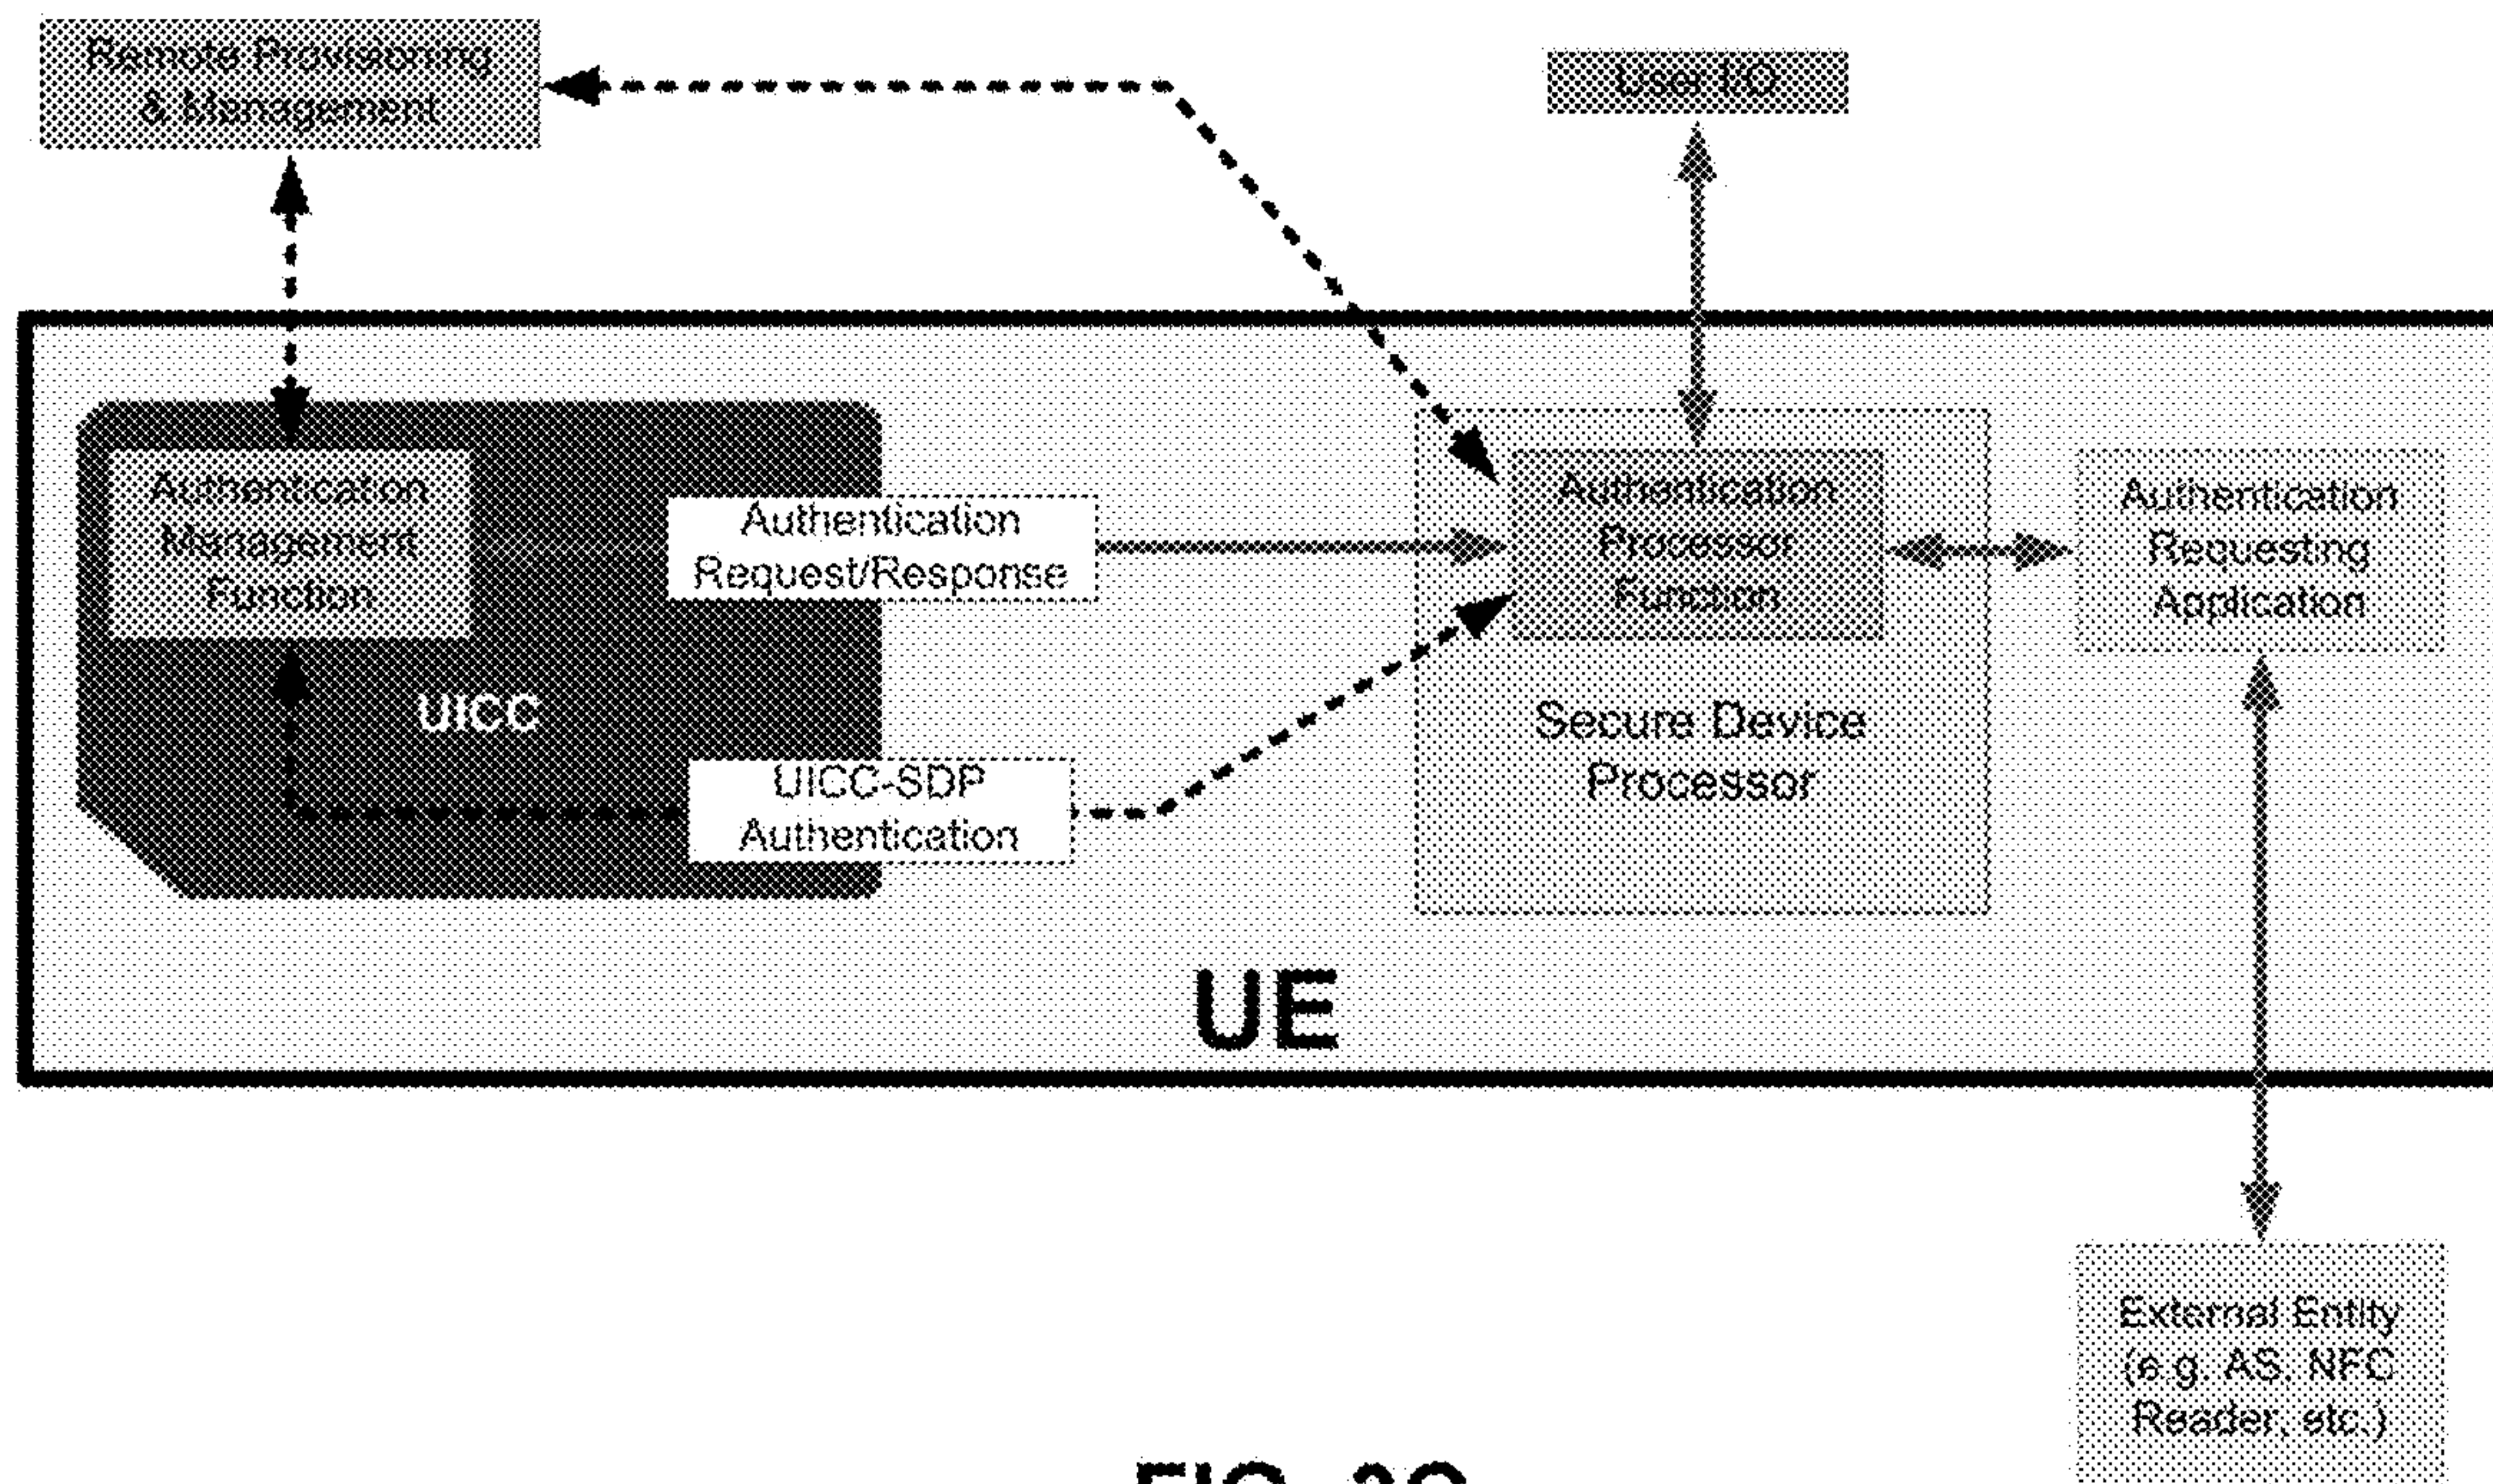 Remote Provisioning
& Management
User I/O
Authentication
Management
Function
Authentication
Request/Response
Authentication
Processor
Function
Authentication
Requesting
Application
UICC
Secure Device
Processor
UICC-SDP
Authentication
UE
External Entity
(e.g. AS, NFC
Reader, etc.)